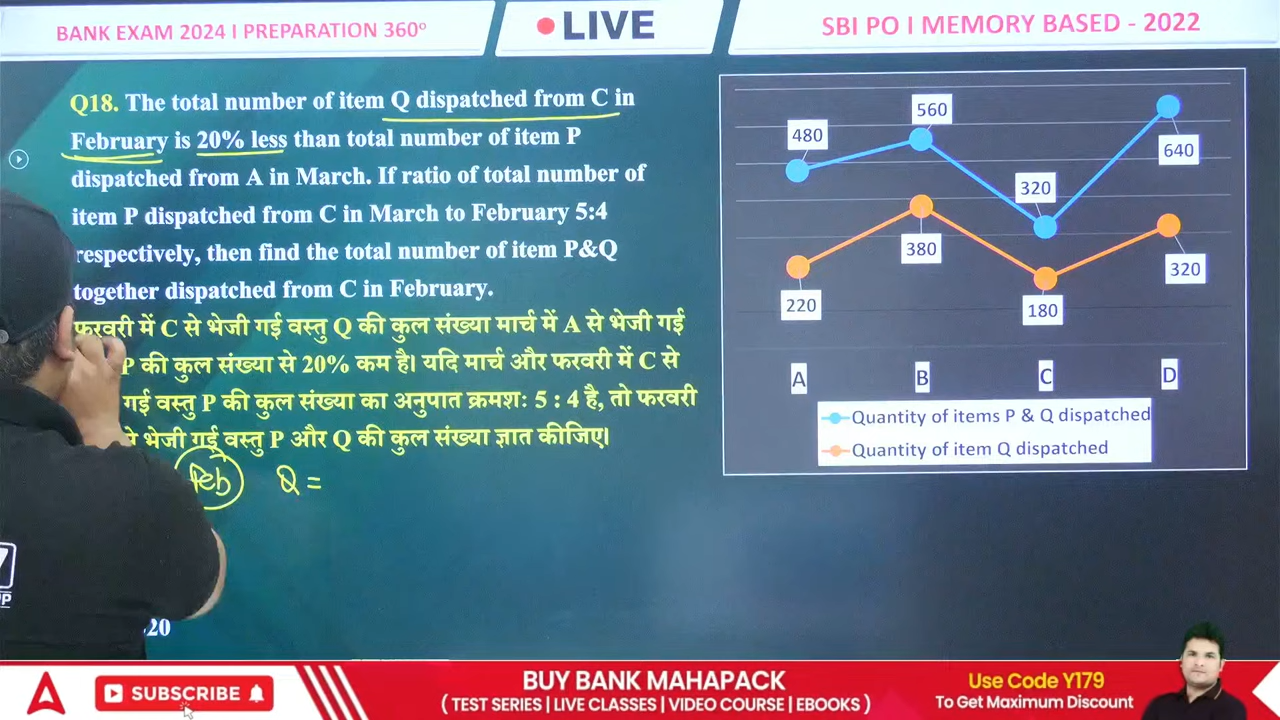 BANK EXAM 2024 I PREPARATION 360°
LIVE
SBI PO I MEMORY BASED - 2022
Q18. The total number of item Q dispatched from C in
February is 20% less than total number of item P
dispatched from A in March. If ratio of total number of
item P dispatched from C in March to February 5:4
respectively, then find the total number of item P&Q
together dispatched from C in February.
फरवरी में C से भेजी गई वस्तु Q की कुल संख्या मार्च में A से भेजी गई
P की कुल संख्या से 20% कम है। यदि मार्च और फरवरी में C से
गई वस्तु P की कुल संख्या का अनुपात क्रमशः 5 : 4 है, तो फरवरी
भेजी गई वस्तु P और Q की कुल संख्या ज्ञात कीजिए।
Feb Q =
20
480
560
320
640
220
380
180
320
A B C D
Quantity of items P & Q dispatched
Quantity of item Q dispatched
SUBSCRIBE
BUY BANK MAHAPACK
( TEST SERIES | LIVE CLASSES | VIDEO COURSE | EBOOKS )
Use Code Y179
To Get Maximum Discount